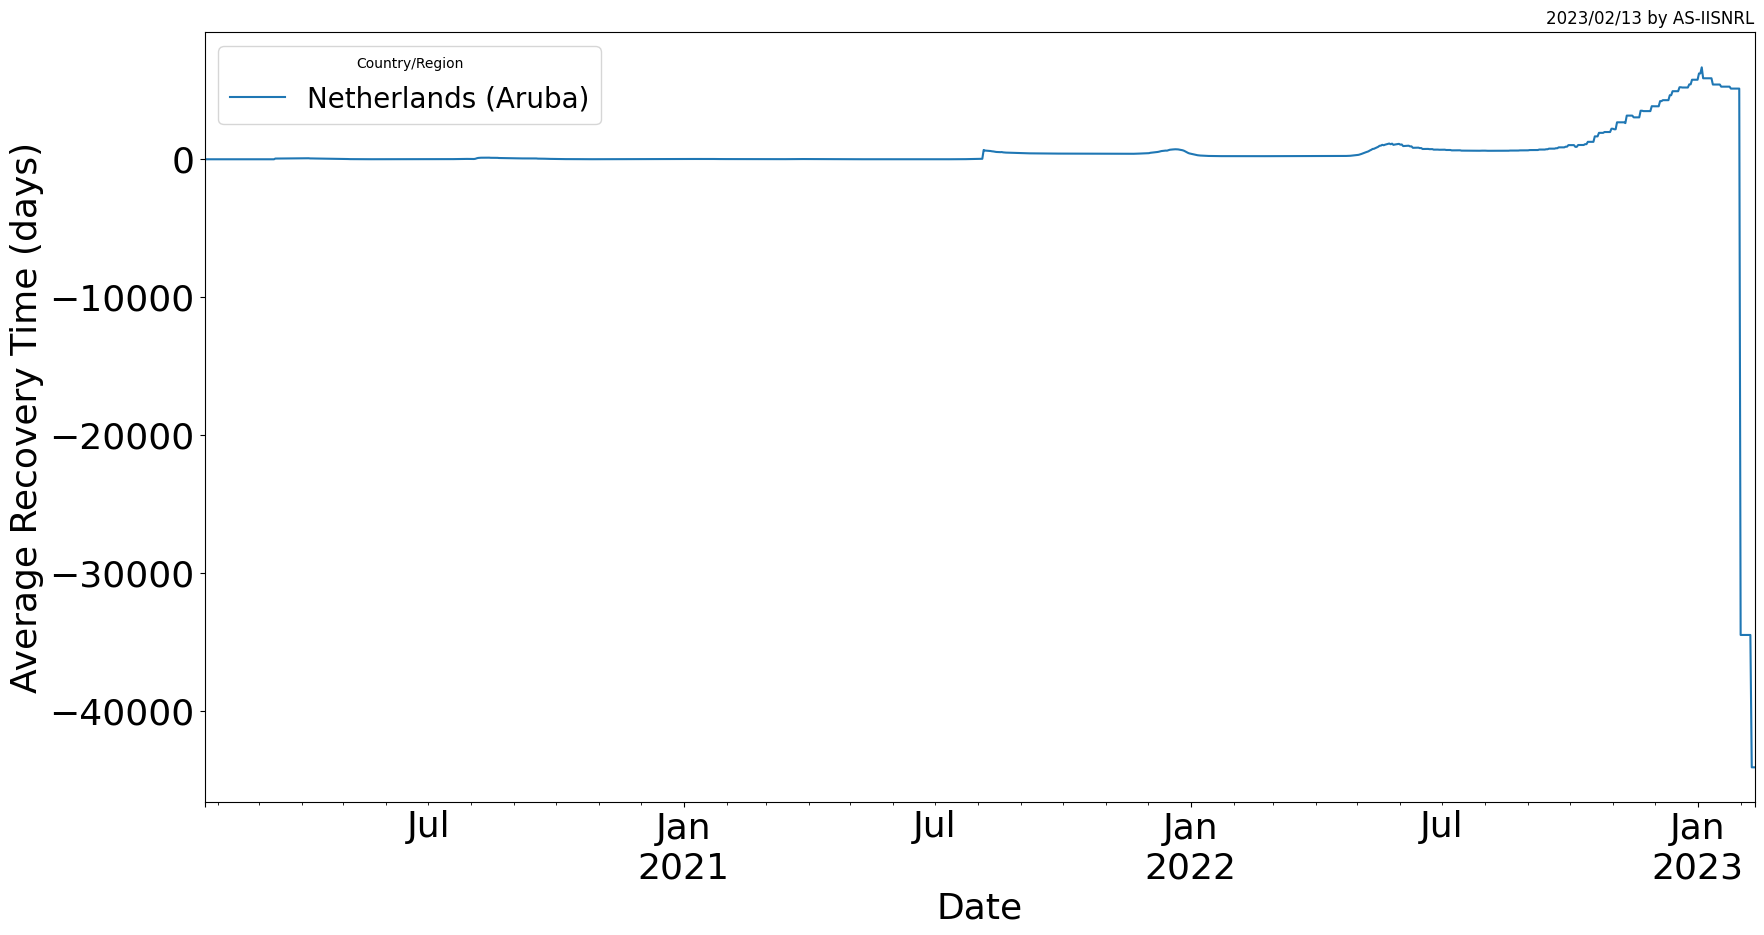 2023/02/13 by AS-IISNRL
Country/Region
Netherlands (Aruba)
Average Recovery Time (days)
0
−10000
−20000
−30000
−40000
Jul
Jan
2021
Jul
Jan
2022
Jul
Jan
2023
Date